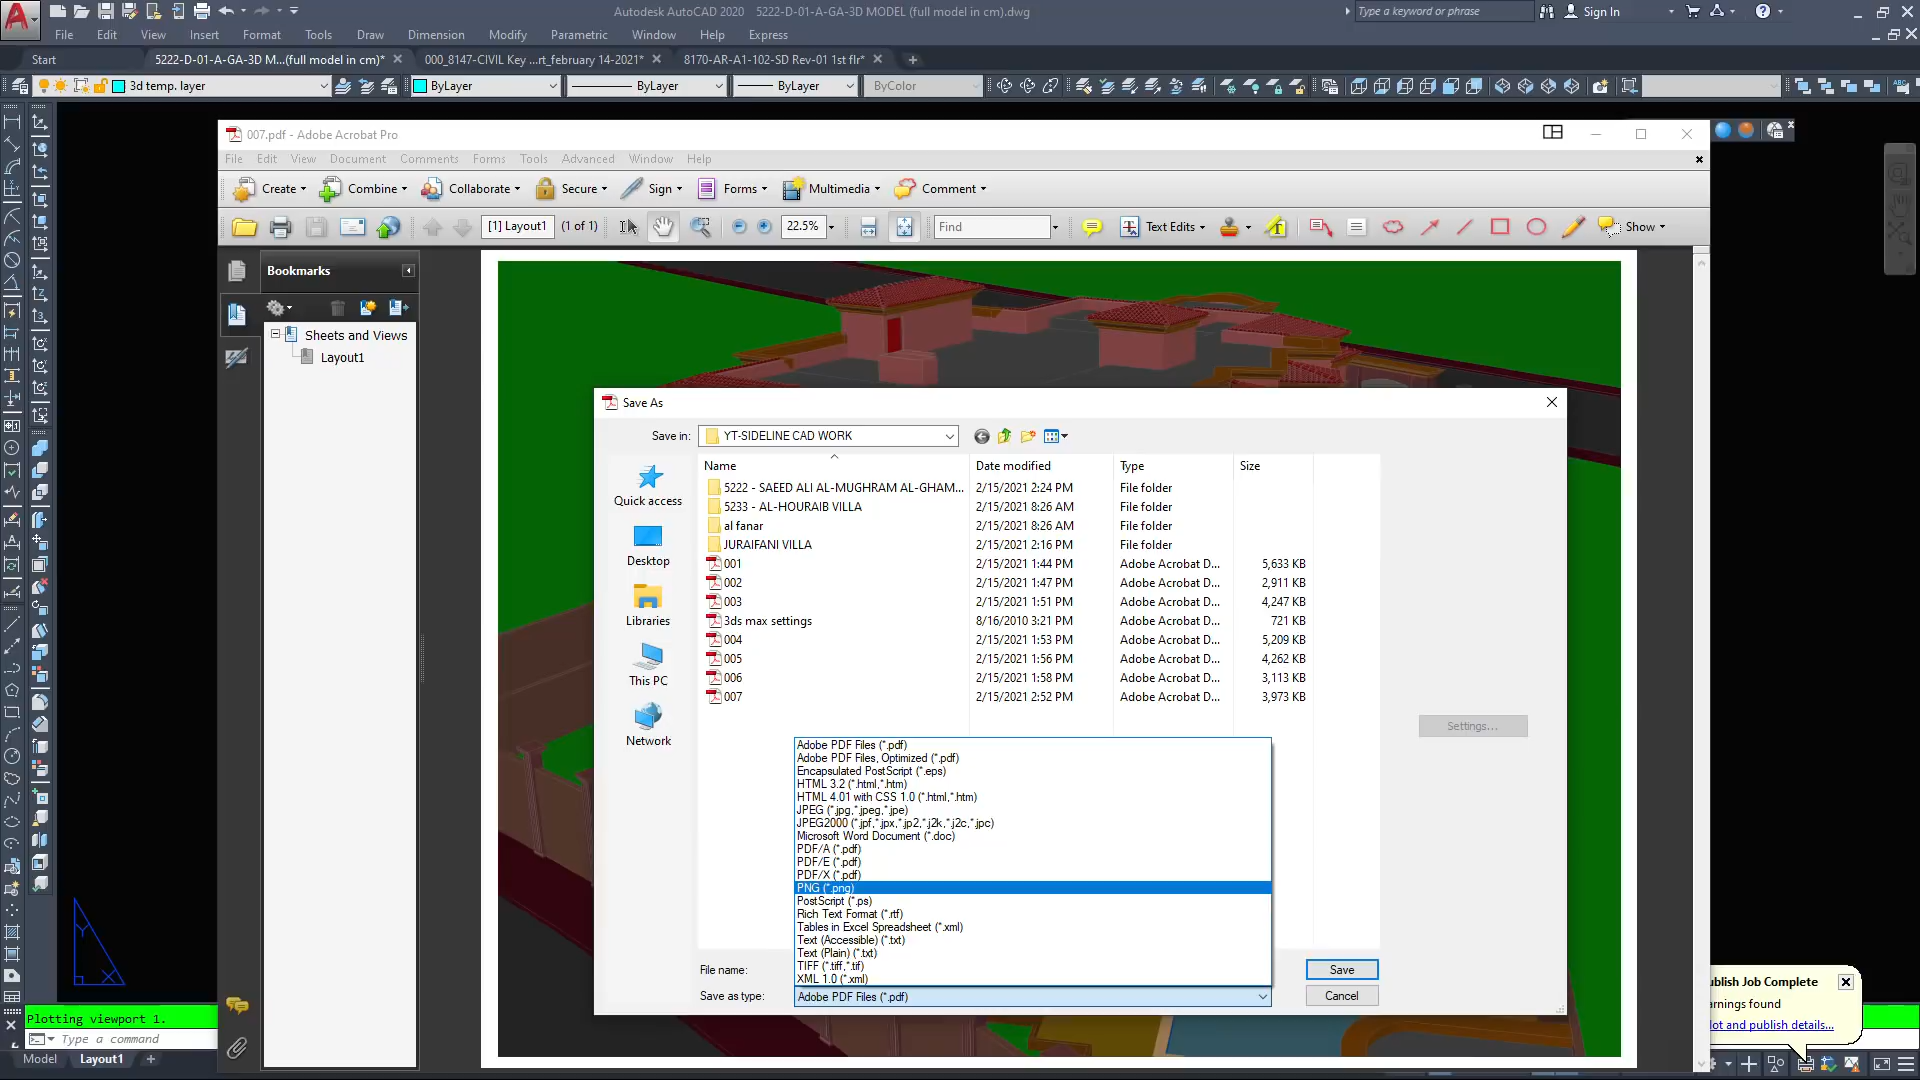 Autodesk AutoCAD 2020 5222-D-01-A-GA-3D MODEL (full model in cm).dwg
Type a keyword or phrase
Sign In
File Edit View Insert Format Tools Draw Dimension Modify Parametric Window Help Express
Start
5222-D-01-A-GA-3D M...(full model in cm)*
000_8147-CIVIL Key ...rt_february 14-2021*
8170-AR-A1-102-SD Rev-01 1st flr*
3d temp. layer
ByLayer
ByLayer
ByLayer
ByColor
007.pdf - Adobe Acrobat Pro
File Edit View Document Comments Forms Tools Advanced Window Help
Create Combine Collaborate Secure Sign Forms Multimedia Comment
[1] Layout1 (1 of 1) 22.5% Find Text Edits Show
Bookmarks
Sheets and Views
Layout1
Save As
Save in: YT-SIDELINE CAD WORK
Name Date modified Type Size
5222 - SAEED ALI AL-MUGHRAM AL-GHAM... 2/15/2021 2:24 PM File folder
5233 - AL-HOURAIB VILLA 2/15/2021 8:26 AM File folder
al fanar 2/15/2021 8:26 AM File folder
JURAIFANI VILLA 2/15/2021 2:16 PM File folder
001 2/15/2021 1:44 PM Adobe Acrobat D... 5,633 KB
002 2/15/2021 1:47 PM Adobe Acrobat D... 2,911 KB
003 2/15/2021 1:51 PM Adobe Acrobat D... 4,247 KB
3ds max settings 8/16/2010 3:21 PM Adobe Acrobat D... 721 KB
004 2/15/2021 1:53 PM Adobe Acrobat D... 5,209 KB
005 2/15/2021 1:56 PM Adobe Acrobat D... 4,262 KB
006 2/15/2021 1:58 PM Adobe Acrobat D... 3,113 KB
007 2/15/2021 2:52 PM Adobe Acrobat D... 3,973 KB
Quick access
Desktop
Libraries
This PC
Network
Settings...
Adobe PDF Files (*.pdf)
Adobe PDF Files, Optimized (*.pdf)
Encapsulated PostScript (*.eps)
HTML 3.2 (*.html,*.htm)
HTML 4.01 with CSS 1.0 (*.html,*.htm)
JPEG (*.jpg,*.jpeg,*.jpe)
JPEG2000 (*.jpf,*.jpx,*.jp2,*.j2k,*.j2c,*.jpc)
Microsoft Word Document (*.doc)
PDF/A (*.pdf)
PDF/E (*.pdf)
PDF/X (*.pdf)
PNG (*.png)
PostScript (*.ps)
Rich Text Format (*.rtf)
Tables in Excel Spreadsheet (*.xml)
Text (Accessible) (*.txt)
Text (Plain) (*.txt)
TIFF (*.tiff,*.tif)
XML 1.0 (*.xml)
File name:
Save
Save as type: Adobe PDF Files (*.pdf)
Cancel
ublish Job Complete
arnings found
lot and publish details...
Y
X
Plotting viewport 1.
Type a command
Model Layout1